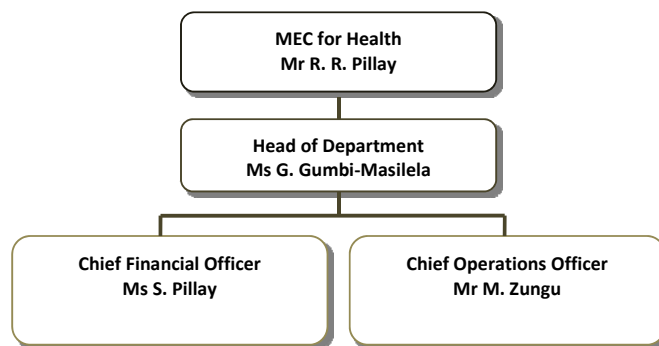 MEC for Health
Mr R. R. Pillay
Head of Department
Ms G. Gumbi-Masilela
Chief Financial Officer
Ms S. Pillay
Chief Operations Officer
Mr M. Zungu